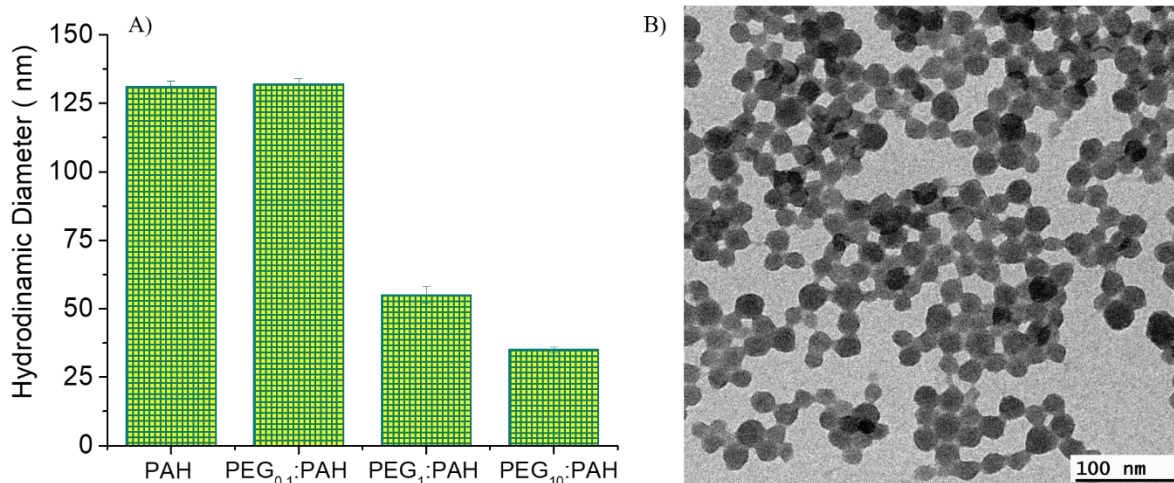 A)
B)
Hydrodinamic Diameter ( nm)
150
125
100
75
50
25
0
PAH
PEG0.1:PAH
PEG1:PAH
PEG10:PAH
100 nm